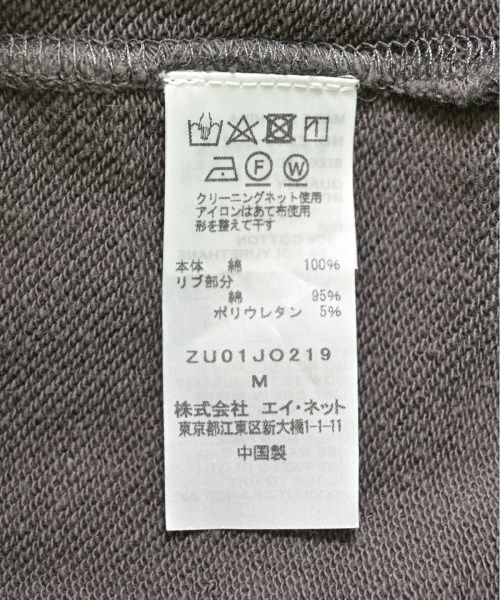 F W
クリーニングネット使用
アイロンはあて布使用
形を整えて干す
本体 綿 100%
リブ部分
綿 95%
ポリウレタン 5%
ZU01JO219
M
株式会社 エイ・ネット
東京都江東区新大橋1-1-11
中国製